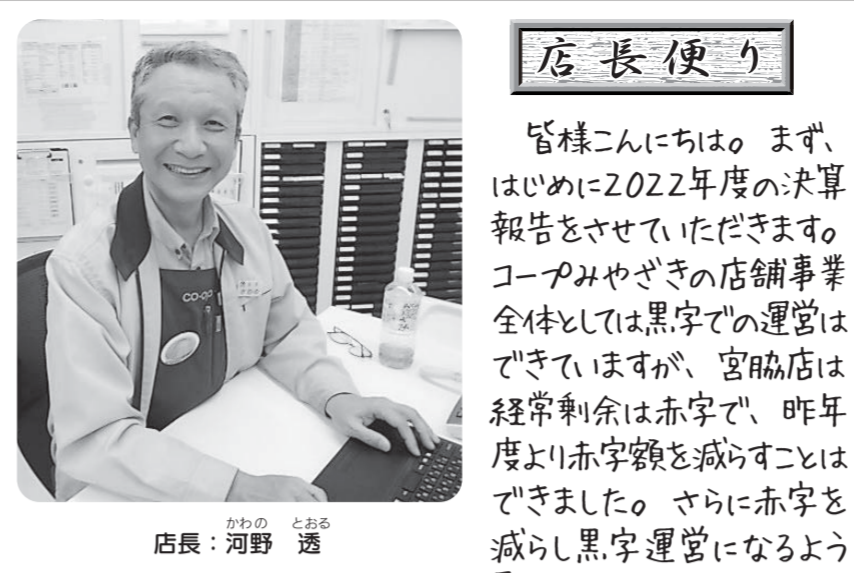 店長便り
皆様こんにちは。まず、
はじめに2022年度の決算
報告をさせていただきます。
コープみやざきの店舗事業
全体としては黒字での運営は
できていますが、宮脇店は
経常剰余は赤字で、昨年
度より赤字額を減らすことは
できました。さらに赤字を
減らし黒字運営になるよう
CO-OP
かわの とおる
店長：河野 透